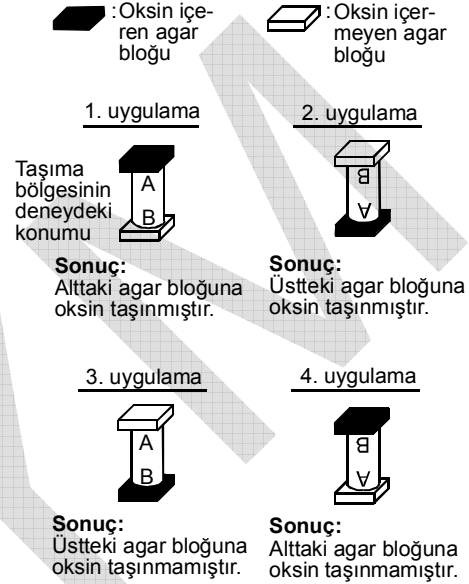 :Oksin içe-
ren agar
bloğu
:Oksin içer-
meyen agar
bloğu
1. uygulama
2. uygulama
Taşıma
bölgesinin
deneydeki
konumu
A
B
B
A
Sonuç:
Alttaki agar bloğuna
oksin taşınmıştır.
Sonuç:
Üstteki agar bloğuna
oksin taşınmıştır.
3. uygulama
4. uygulama
A
B
B
A
Sonuç:
Üstteki agar bloğuna
oksin taşınmamıştır.
Sonuç:
Alttaki agar bloğuna
oksin taşınmamıştır.